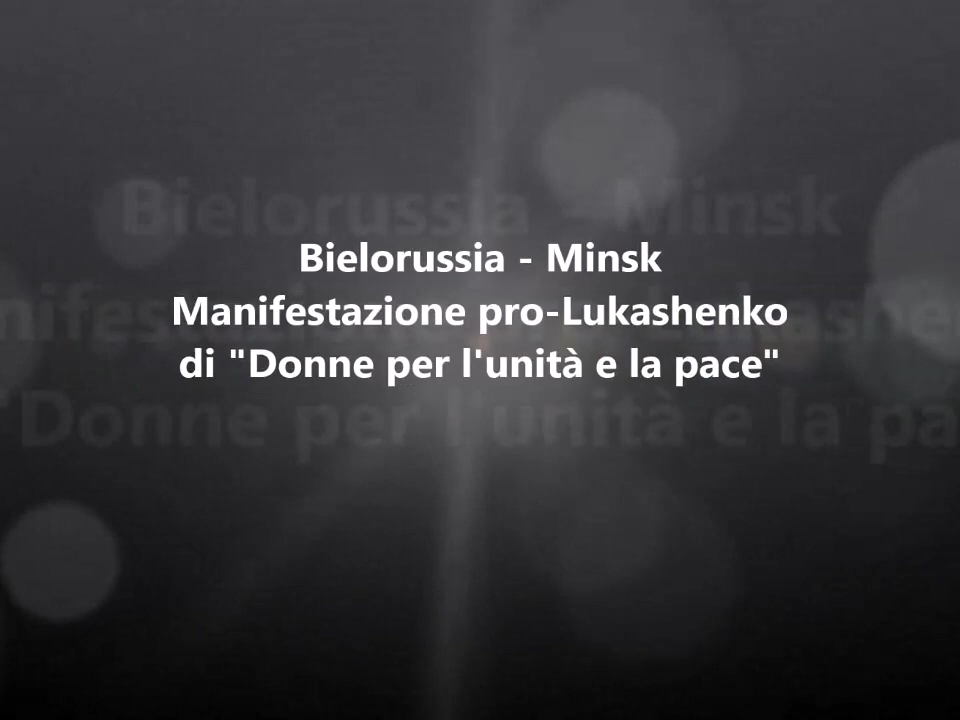 Bielorussia - Minsk
Manifestazione pro-Lukashenko
di "Donne per l'unità e la pace"